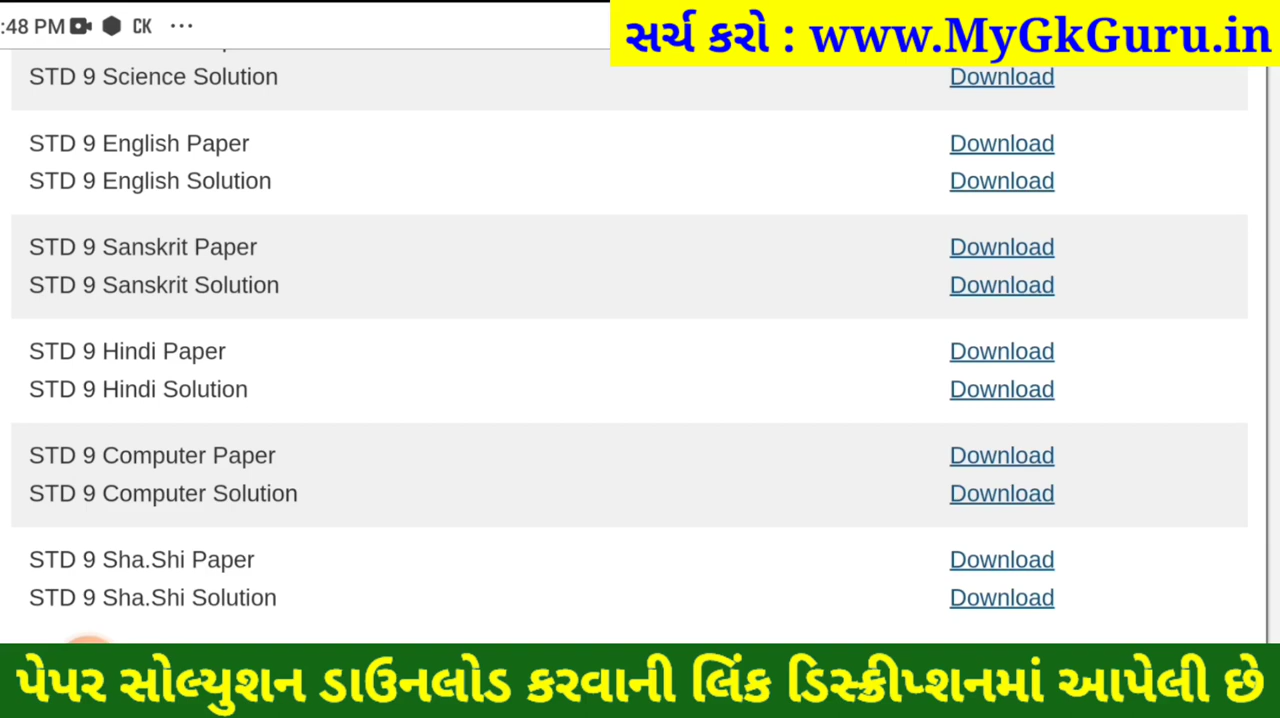 :48 PM CK ...
સર્ચ કરો : www.MyGkGuru.in
STD 9 Science Solution Download
STD 9 English Paper Download
STD 9 English Solution Download
STD 9 Sanskrit Paper Download
STD 9 Sanskrit Solution Download
STD 9 Hindi Paper Download
STD 9 Hindi Solution Download
STD 9 Computer Paper Download
STD 9 Computer Solution Download
STD 9 Sha.Shi Paper Download
STD 9 Sha.Shi Solution Download
પેપર સોલ્યુશન ડાઉનલોડ કરવાની લિંક ડિસ્ક્રીપ્શનમાં આપેલી છે